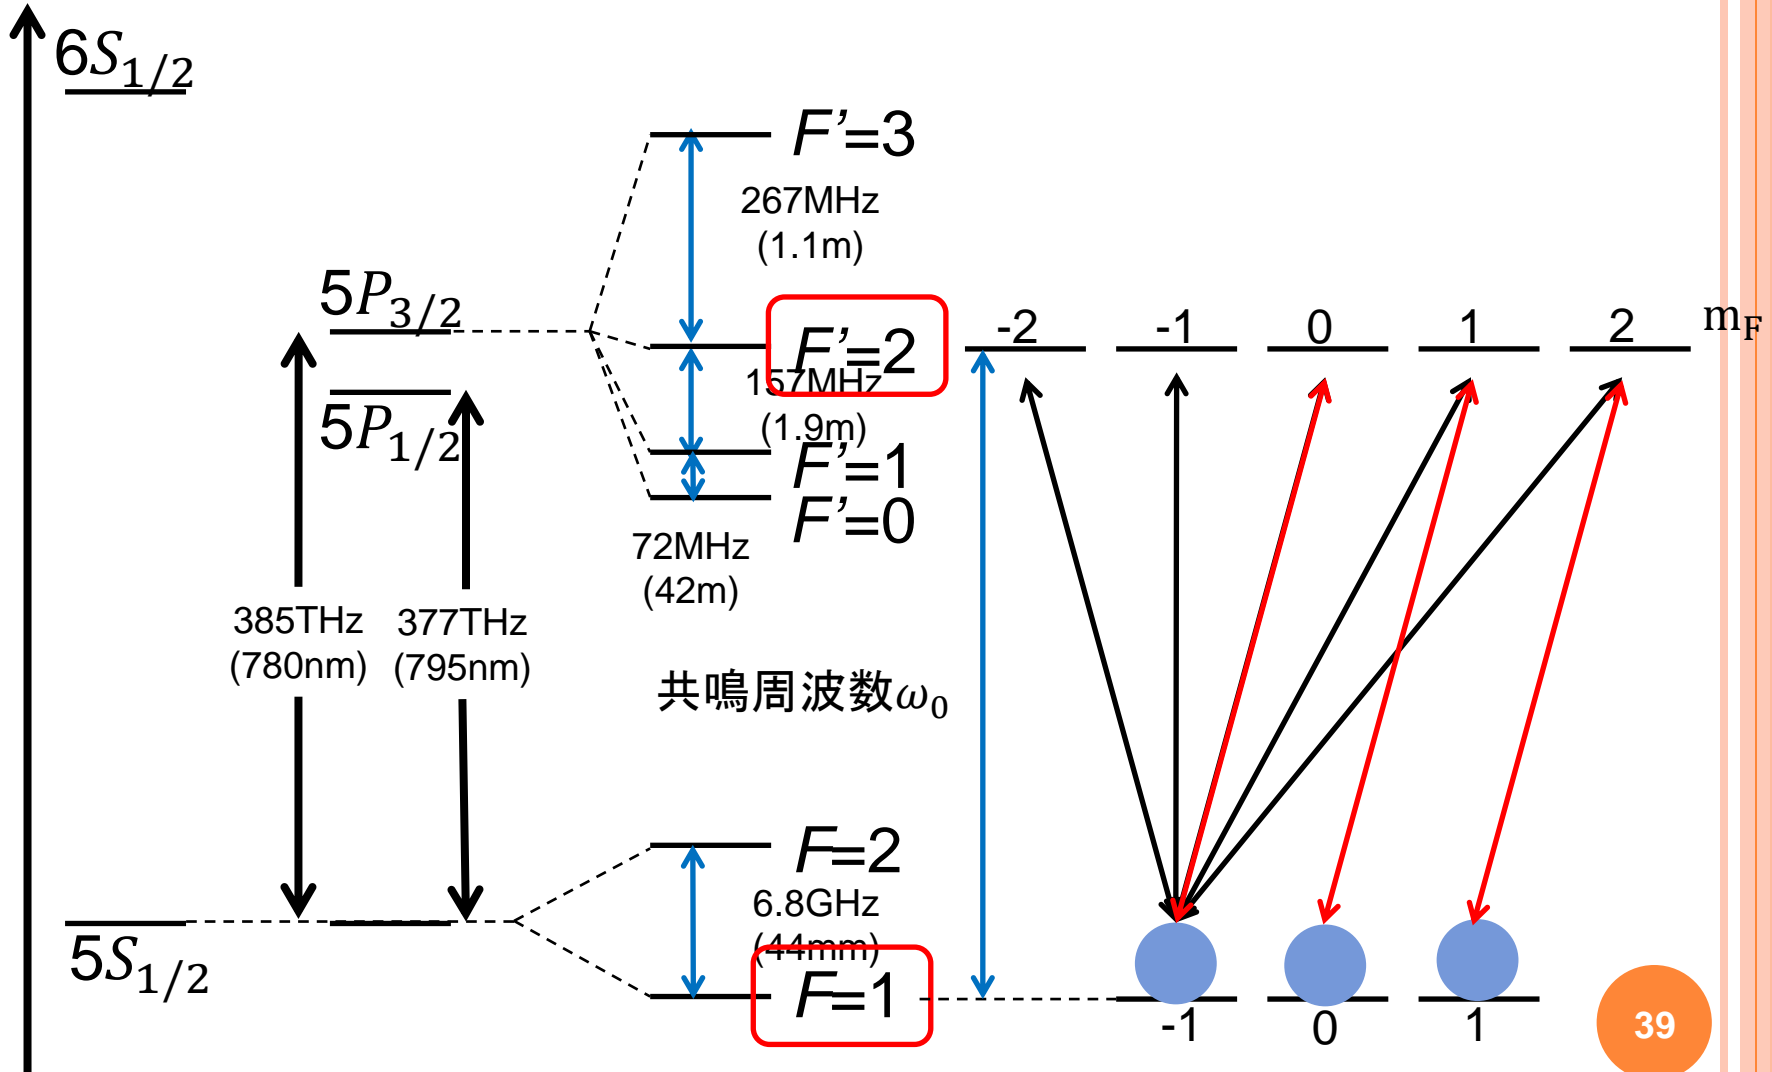 6S1/2
F'=3
267MHz
(1.1m)
5P3/2
F'=2
-2 -1 0 1 2 mF
157MHz
(1.9m)
5P1/2
F'=1
F'=0
72MHz
(42m)
385THz
(780nm)
377THz
(795nm)
共鳴周波数ω0
F=2
6.8GHz
(44mm)
5S1/2
F=1
-1 0 1
39